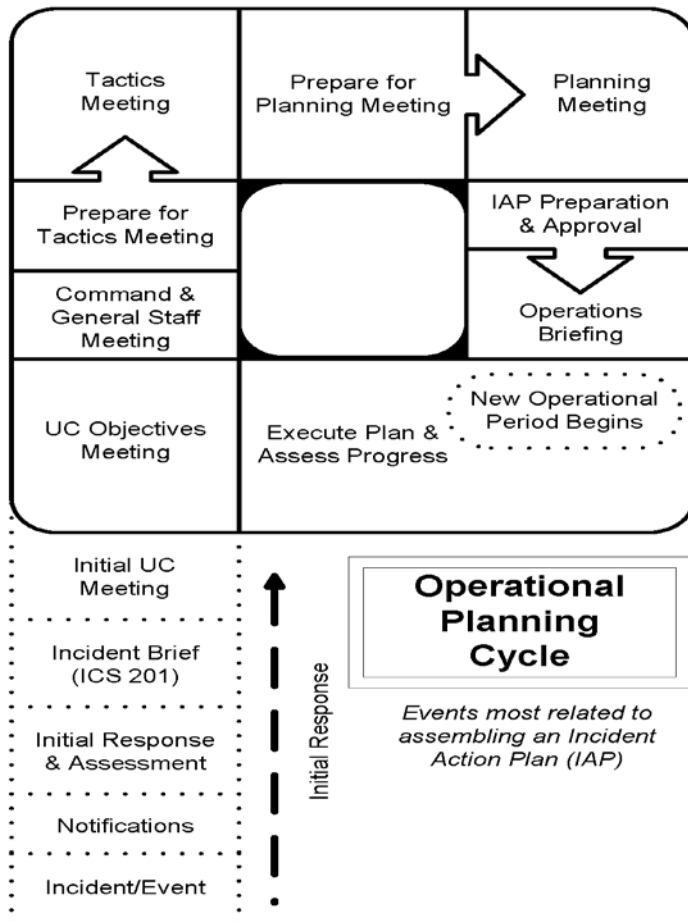 Tactics
Meeting
Prepare for
Planning Meeting
Planning
Meeting
Prepare for
Tactics Meeting
IAP Preparation
& Approval
Command &
General Staff
Meeting
Operations
Briefing
UC Objectives
Meeting
Execute Plan &
Assess Progress
New Operational
Period Begins
Initial UC
Meeting
Incident Brief
(ICS 201)
Initial Response
& Assessment
Notifications
Incident/Event
Initial Response
Operational
Planning
Cycle
Events most related to
assembling an Incident
Action Plan (IAP)